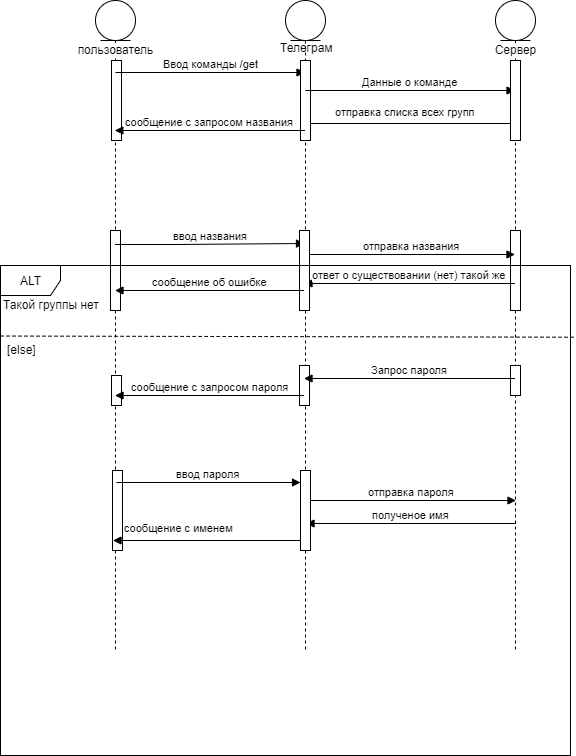 пользователь
Телеграм
Сервер
Ввод команды /get
Данные о команде
отправка списка всех групп
сообщение с запросом названия
ввод названия
отправка названия
ALT
ответ о существовании (нет) такой же
сообщение об ошибке
Такой группы нет
[else]
Запрос пароля
сообщение с запросом пароля
ввод пароля
отправка пароля
полученое имя
сообщение с именем